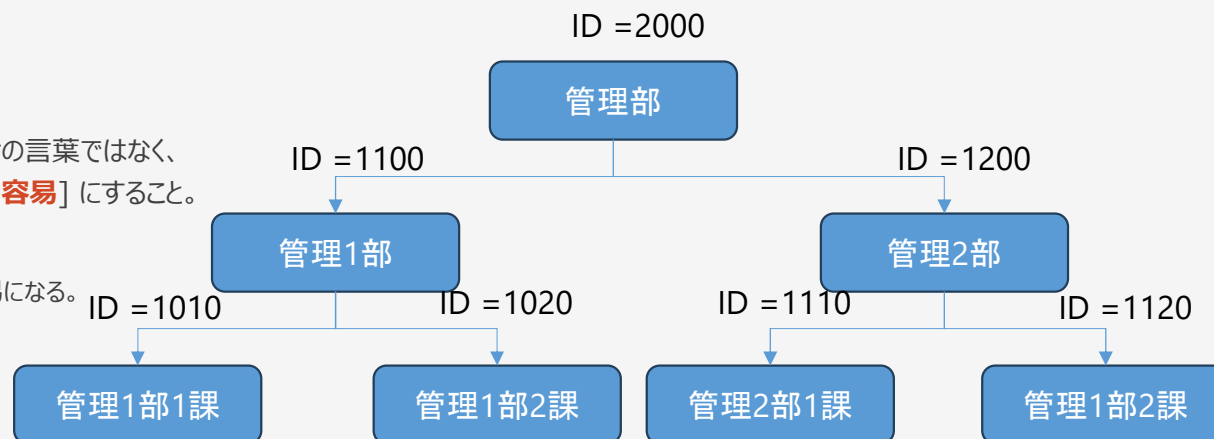 ID =2000
管理部
の言葉ではなく、
ID =1100
ID =1200
容易] にすること。
管理1部
管理2部
になる。
ID =1010
ID =1020
ID =1110
ID =1120
管理1部1課
管理1部2課
管理2部1課
管理1部2課